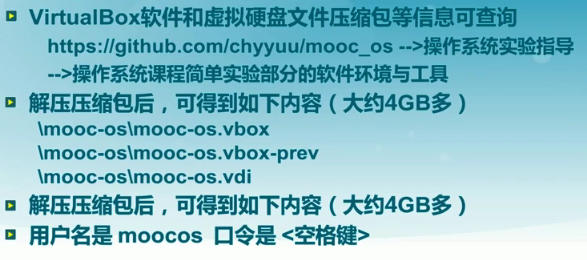 VirtualBox软件和虚拟硬盘文件压缩包等信息可查询
https://github.com/chyyuu/mooc_os -->操作系统实验指导
-->操作系统课程简单实验部分的软件环境与工具
解压压缩包后，可得到如下内容（大约4GB多）
\mooc-os\mooc-os.vbox
\mooc-os\mooc-os.vbox-prev
\mooc-os\mooc-os.vdi
解压压缩包后，可得到如下内容（大约4GB多）
用户名是 moocos 口令是 <空格键>